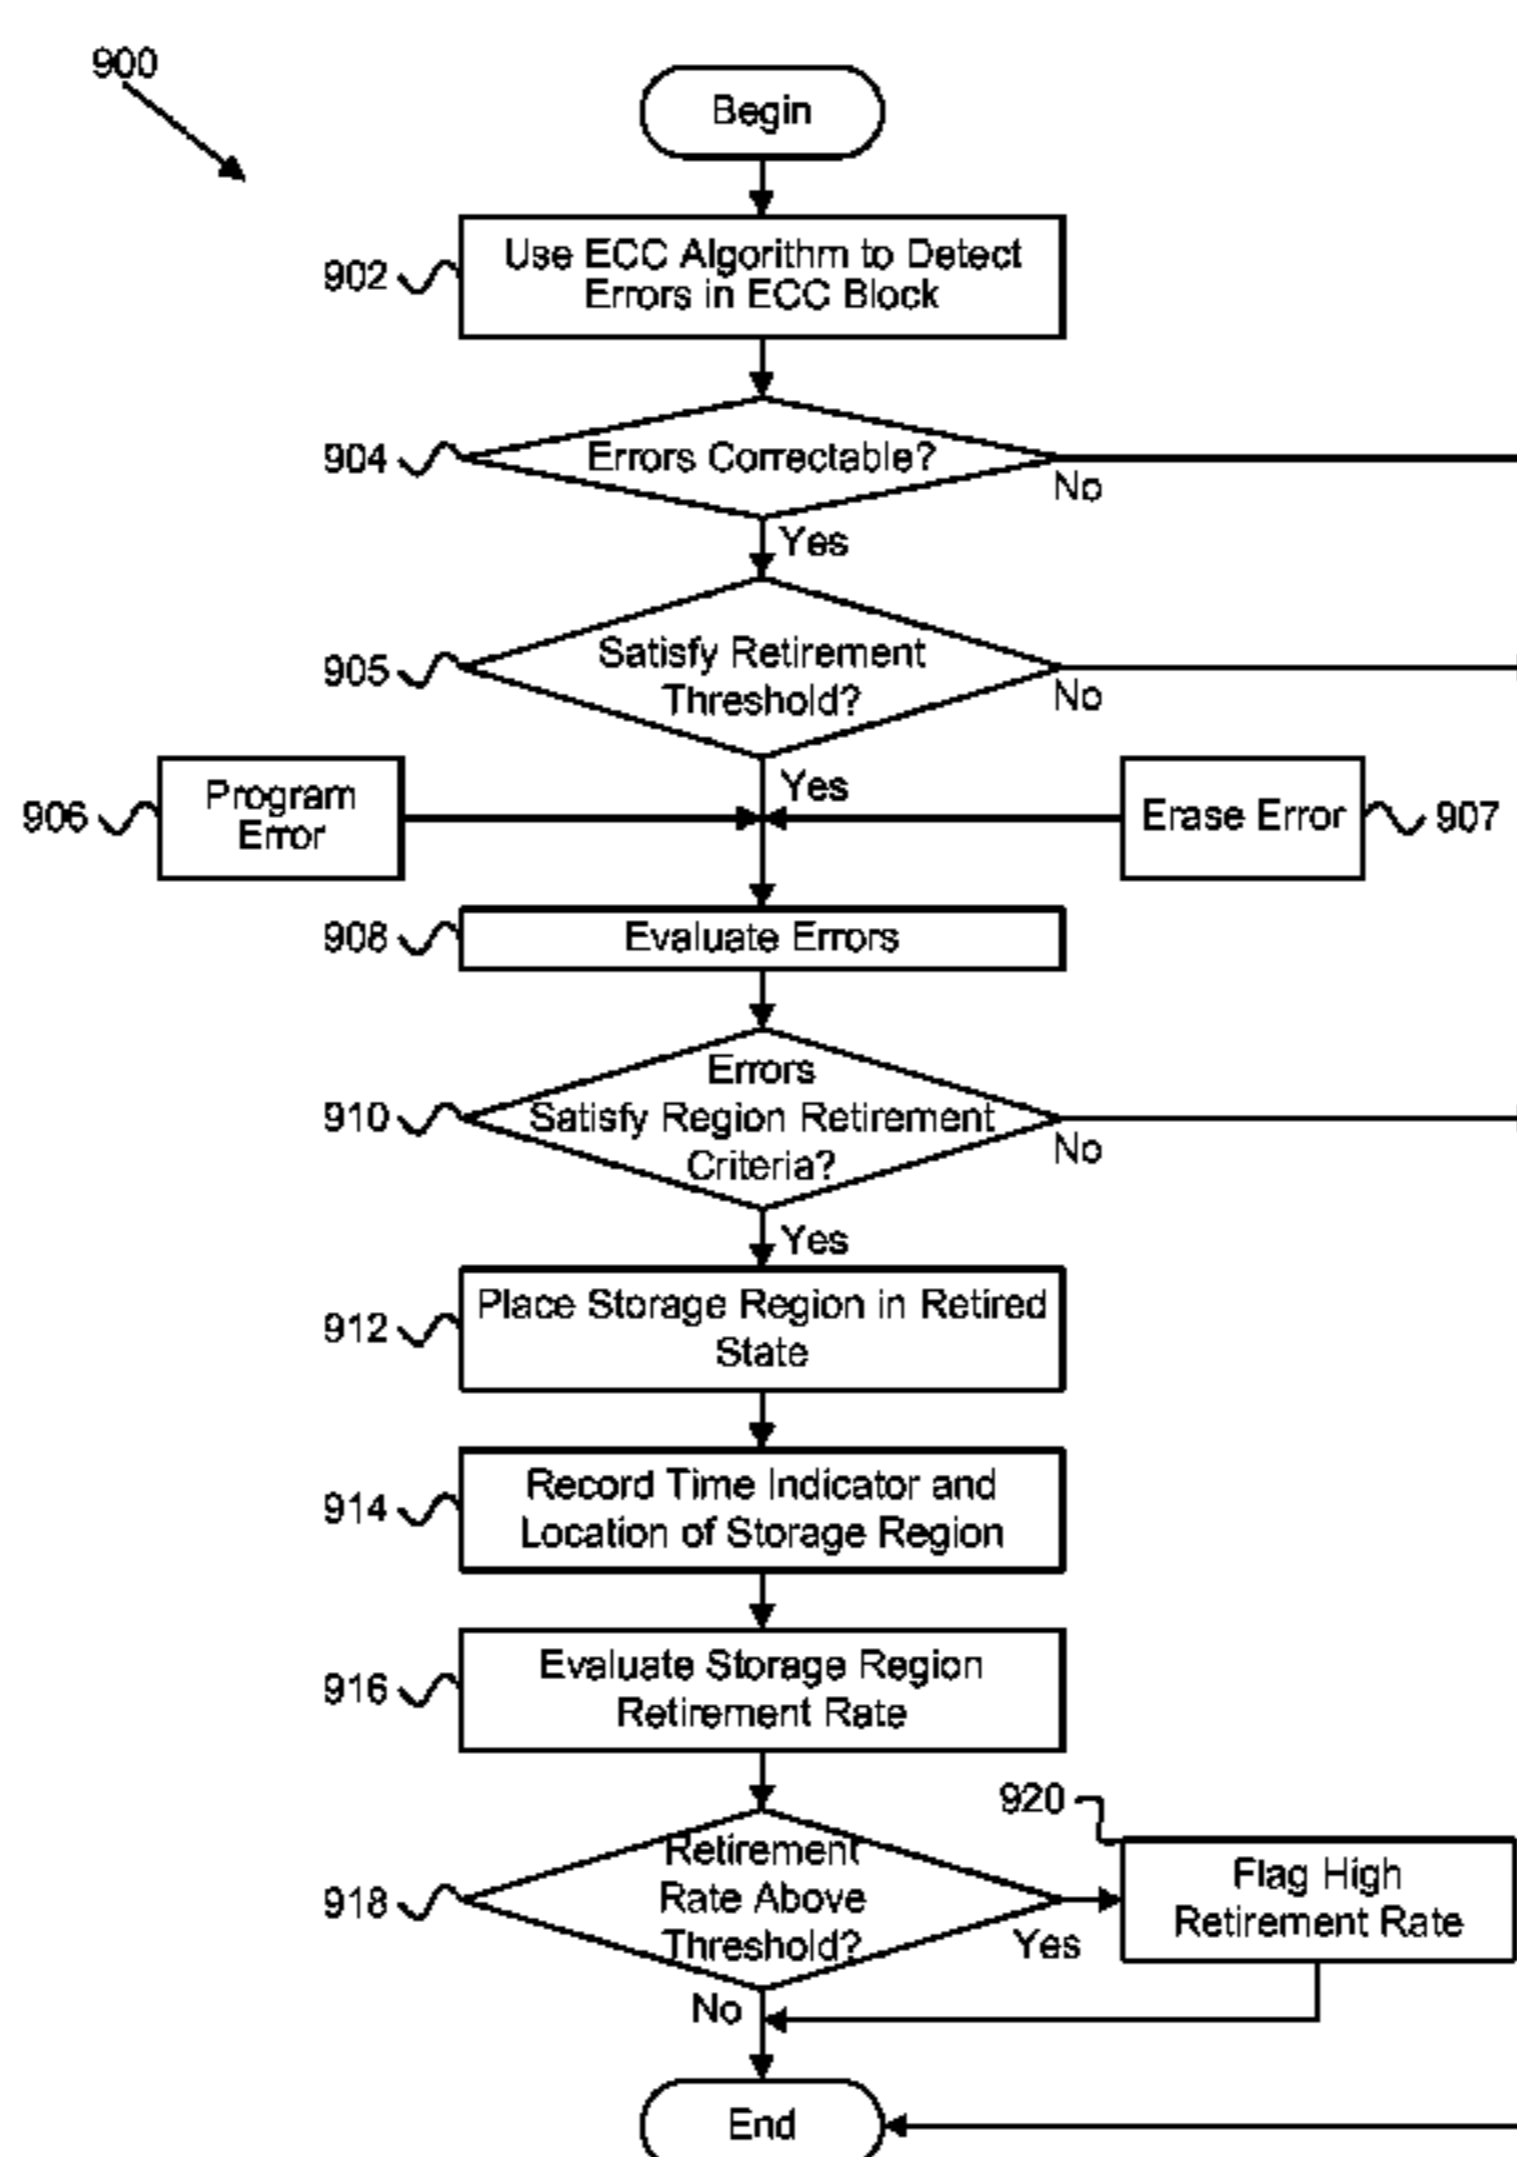 900
Begin
902
Use ECC Algorithm to Detect
Errors in ECC Block
904
Errors Correctable?
No
Yes
905
Satisfy Retirement
Threshold?
No
Yes
906
Program
Error
Erase Error
907
908
Evaluate Errors
910
Errors
Satisfy Region Retirement
Criteria?
No
Yes
912
Place Storage Region in Retired
State
914
Record Time Indicator and
Location of Storage Region
916
Evaluate Storage Region
Retirement Rate
918
Retirement
Rate Above
Threshold?
Yes
920
Flag High
Retirement Rate
No
End